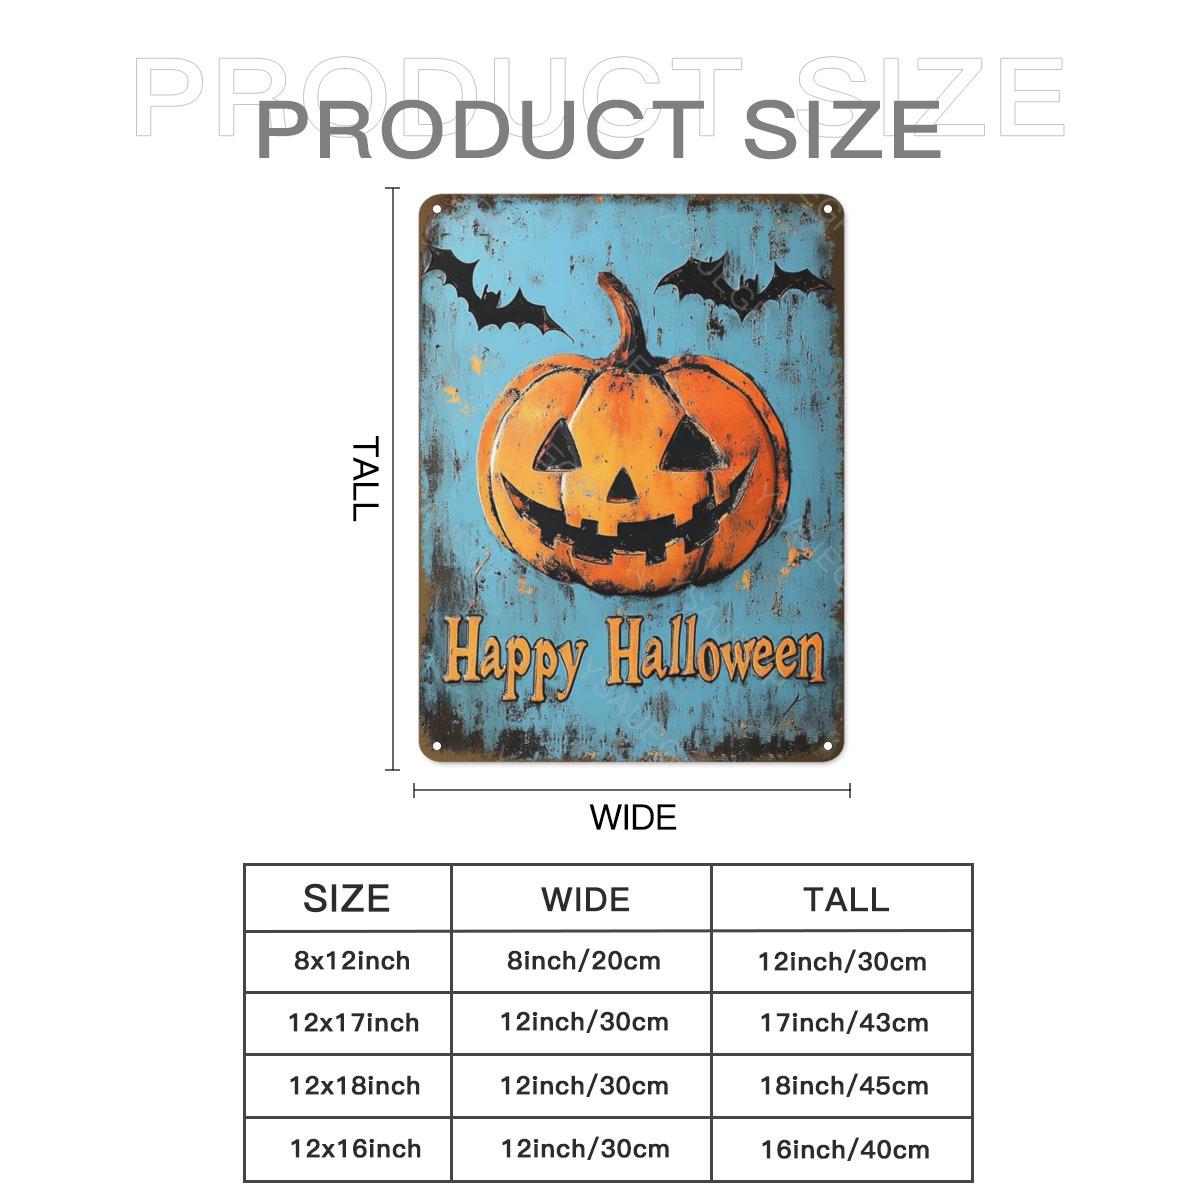 PRODUCT SIZE
PRODUCT SIZE
TALL
Happy Halloween
WIDE
SIZE WIDE TALL
8x12inch 8inch/20cm 12inch/30cm
12x17inch 12inch/30cm 17inch/43cm
12x18inch 12inch/30cm 18inch/45cm
12x16inch 12inch/30cm 16inch/40cm